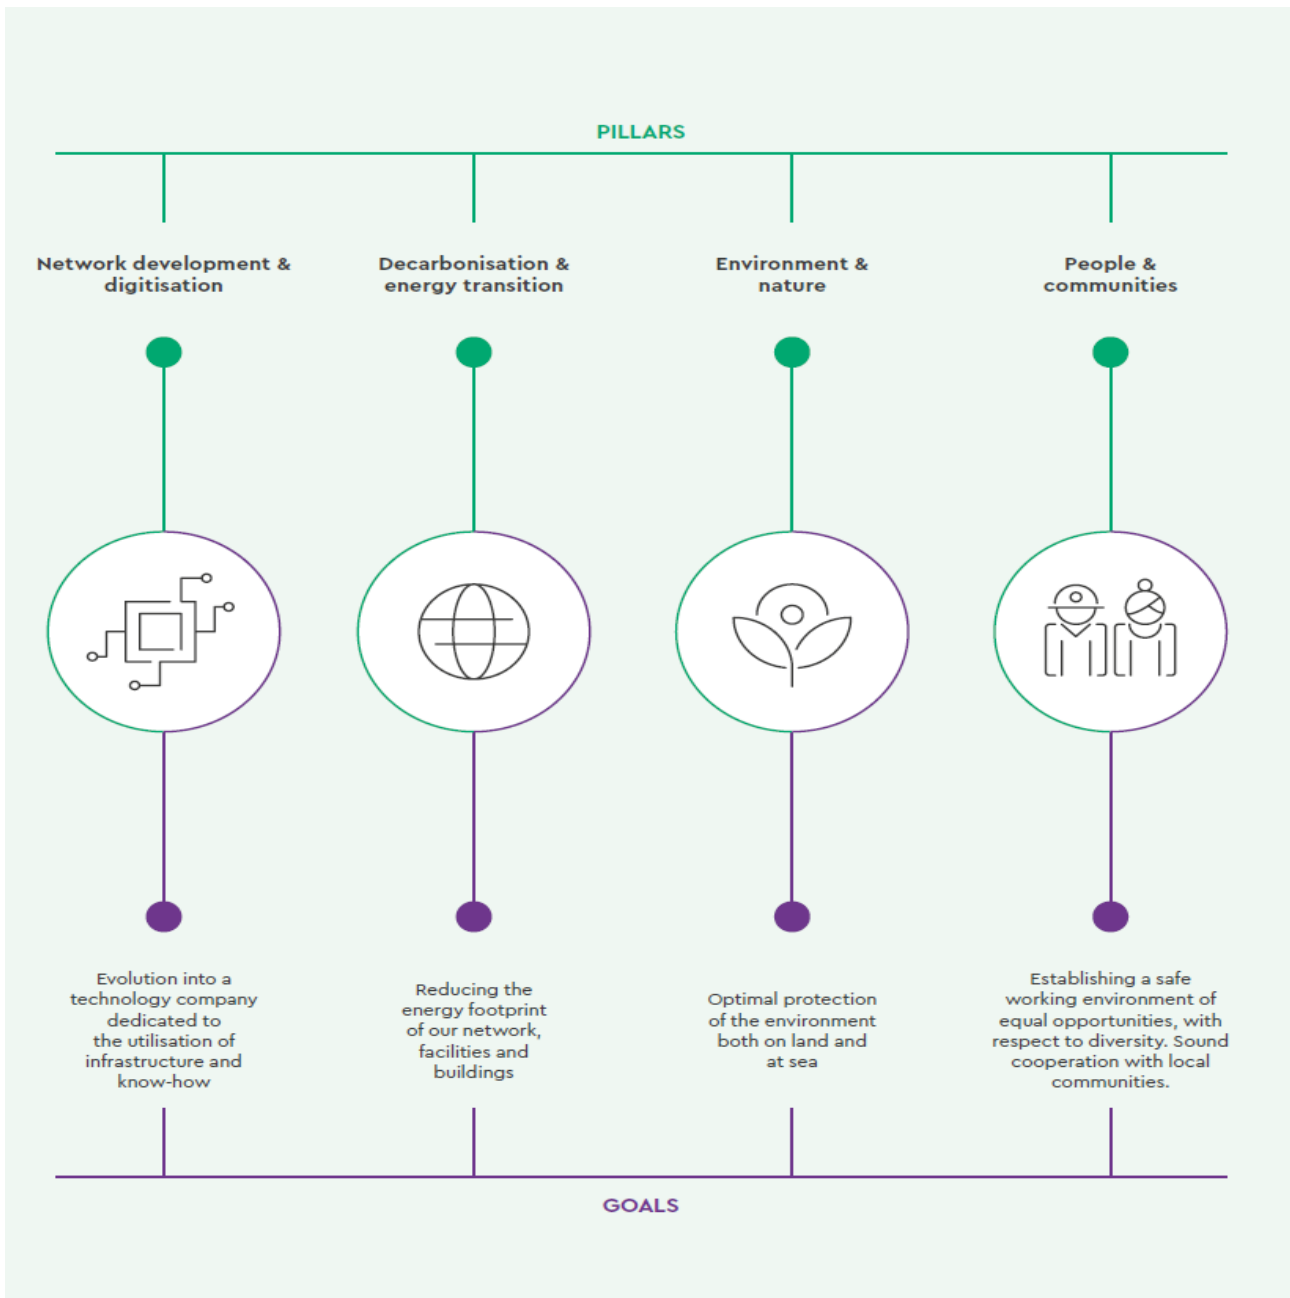 PILLARS
Network development &
digitisation
Decarbonisation &
energy transition
Environment &
nature
People &
communities
Evolution into a
technology company
dedicated to
the utilisation of
infrastructure and
know-how
Reducing the
energy footprint
of our network,
facilities and
buildings
Optimal protection
of the environment
both on land and
at sea
Establishing a safe
working environment of
equal opportunities, with
respect to diversity. Sound
cooperation with local
communities.
GOALS